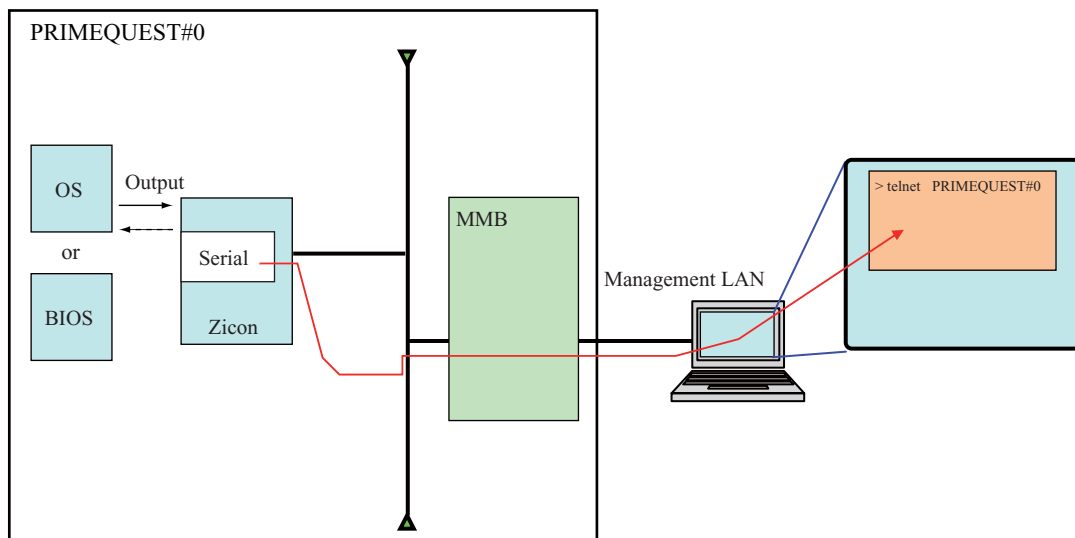 PRIMEQUEST#0
OS
Output
or
BIOS
Serial
Zicon
MMB
Management LAN
> telnet PRIMEQUEST#0